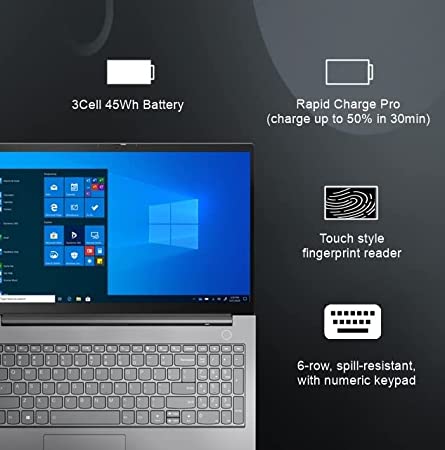 3Cell 45Wh Battery
Rapid Charge Pro
(charge up to 50% in 30min)
Touch style
fingerprint reader
6-row, spill-resistant,
with numeric keypad